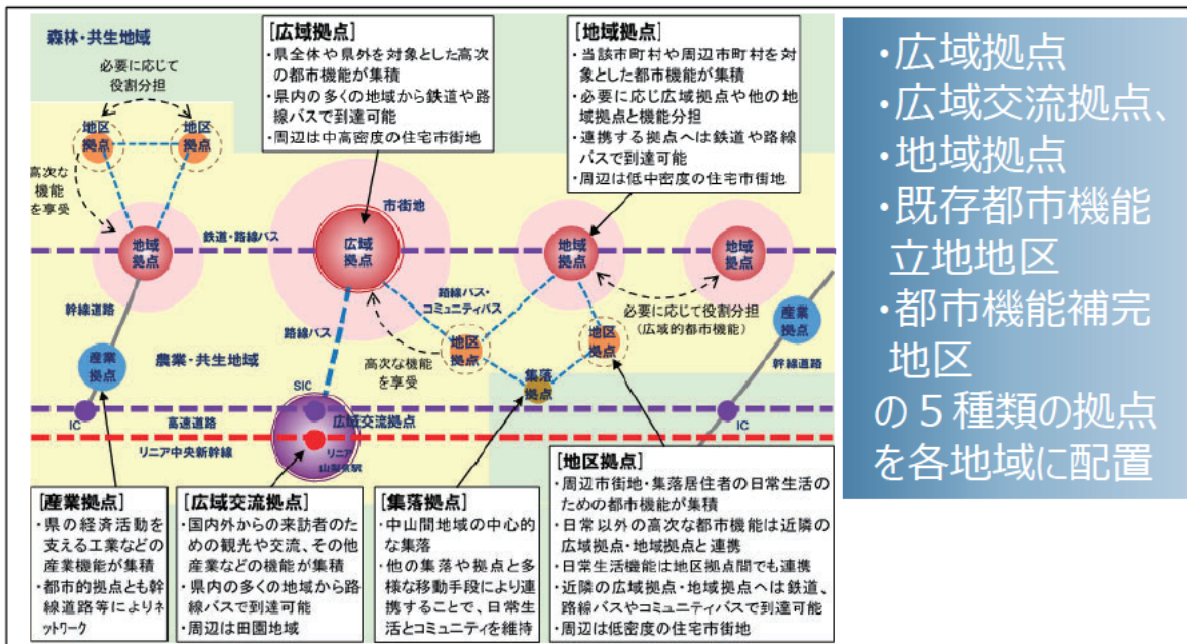 森林・共生地域
必要に応じて
役割分担
地区
拠点
地区
拠点
高次な
機能
を享受
[広域拠点]
・県全体や県外を対象とした高次
の都市機能が集積
・県内の多くの地域から鉄道や路
線バスで到達可能
・周辺は中高密度の住宅市街地
[地域拠点]
・当該市町村や周辺市町村を対
象とした都市機能が集積
・必要に応じ広域拠点や他の地
域拠点と機能分担
・連携する拠点へは鉄道や路線
バスで到達可能
・周辺は低中密度の住宅市街地
市街地
地域
拠点
鉄道・路線バス
広域
拠点
地域
拠点
地域
拠点
幹線道路
路線バス
路線バス・
コミュニティバス
必要に応じて役割分担
(広域的都市機能)
産業
拠点
幹線道路
産業
拠点
農業・共生地域
高次な機能
を享受
地区
拠点
地区
拠点
集落
拠点
SIC
IC
高速道路
広域交流拠点
IC
リニア中央新幹線
リニア
山梨県駅
[産業拠点]
・県の経済活動を
支える工業などの
産業機能が集積
・都市的拠点とも幹
線道路等によりネ
ットワーク
[広域交流拠点]
・国内外からの来訪者のた
めの観光や交流、その他
産業などの機能が集積
・県内の多くの地域から路
線バスで到達可能
・周辺は田園地域
[集落拠点]
・中山間地域の中心的
な集落
・他の集落や拠点と多
様な移動手段により連
携することで、日常生
活とコミュニティを維持
[地区拠点]
・周辺市街地・集落居住者の日常生活の
ための都市機能が集積
・日常以外の高次な都市機能は近隣の
広域拠点・地域拠点と連携
・日常生活機能は地区拠点間でも連携
・近隣の広域拠点・地域拠点へは鉄道、
路線バスやコミュニティバスで到達可能
・周辺は低密度の住宅市街地
・広域拠点
・広域交流拠点、
・地域拠点
・既存都市機能
立地地区
・都市機能補完
地区
の５種類の拠点
を各地域に配置